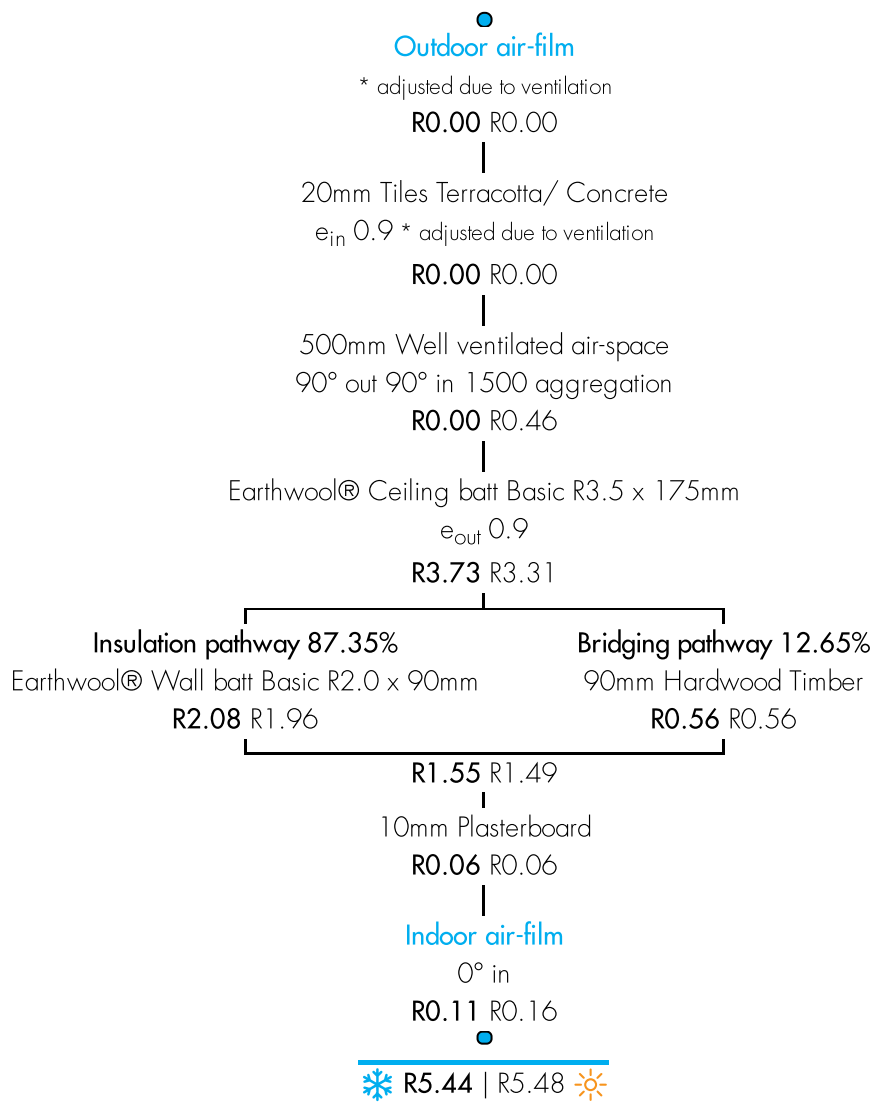 Outdoor air-film
* adjusted due to ventilation
R0.00 R0.00
20mm Tiles Terracotta/ Concrete
ein 0.9 * adjusted due to ventilation
R0.00 R0.00
500mm Well ventilated air-space
90° out 90° in 1500 aggregation
R0.00 R0.46
Earthwool® Ceiling batt Basic R3.5 x 175mm
eout 0.9
R3.73 R3.31
Insulation pathway 87.35%
Earthwool® Wall batt Basic R2.0 x 90mm
R2.08 R1.96
Bridging pathway 12.65%
90mm Hardwood Timber
R0.56 R0.56
R1.55 R1.49
10mm Plasterboard
R0.06 R0.06
Indoor air-film
0° in
R0.11 R0.16
R5.44 | R5.48